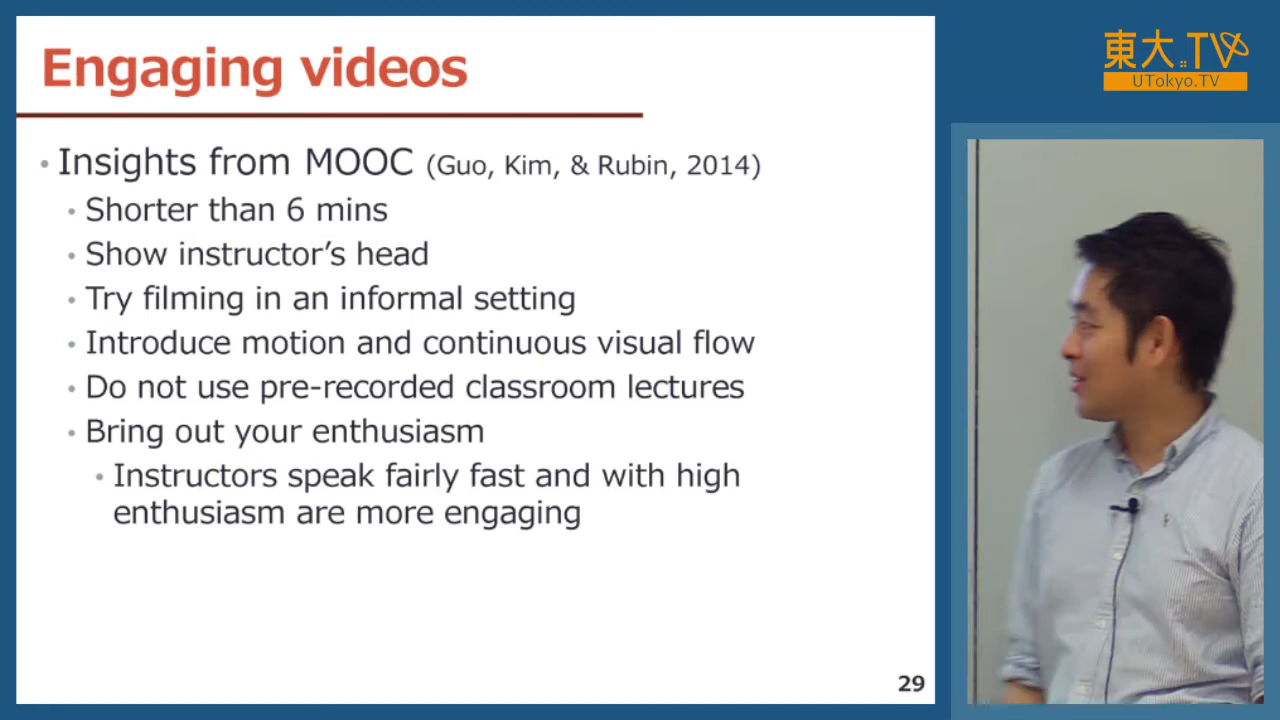 Engaging videos
東大.TV
UTokyo.TV
• Insights from MOOC (Guo, Kim, & Rubin, 2014)
• Shorter than 6 mins
• Show instructor’s head
• Try filming in an informal setting
• Introduce motion and continuous visual flow
• Do not use pre-recorded classroom lectures
• Bring out your enthusiasm
• Instructors speak fairly fast and with high
enthusiasm are more engaging
29